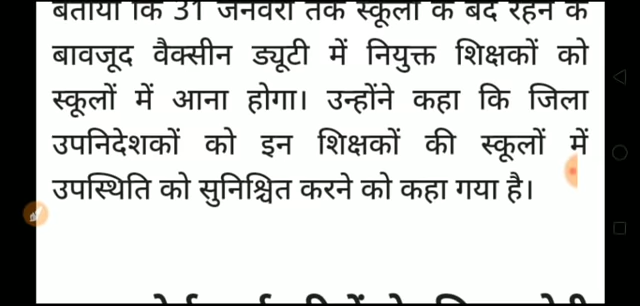 बताया कि 31 जनवरी तक स्कूलों के बंद रहने के
बावजूद वैक्सीन ड्यूटी में नियुक्त शिक्षकों को
स्कूलों में आना होगा। उन्होंने कहा कि जिला
उपनिदेशकों को इन शिक्षकों की स्कूलों में
उपस्थिति को सुनिश्चित करने को कहा गया है।